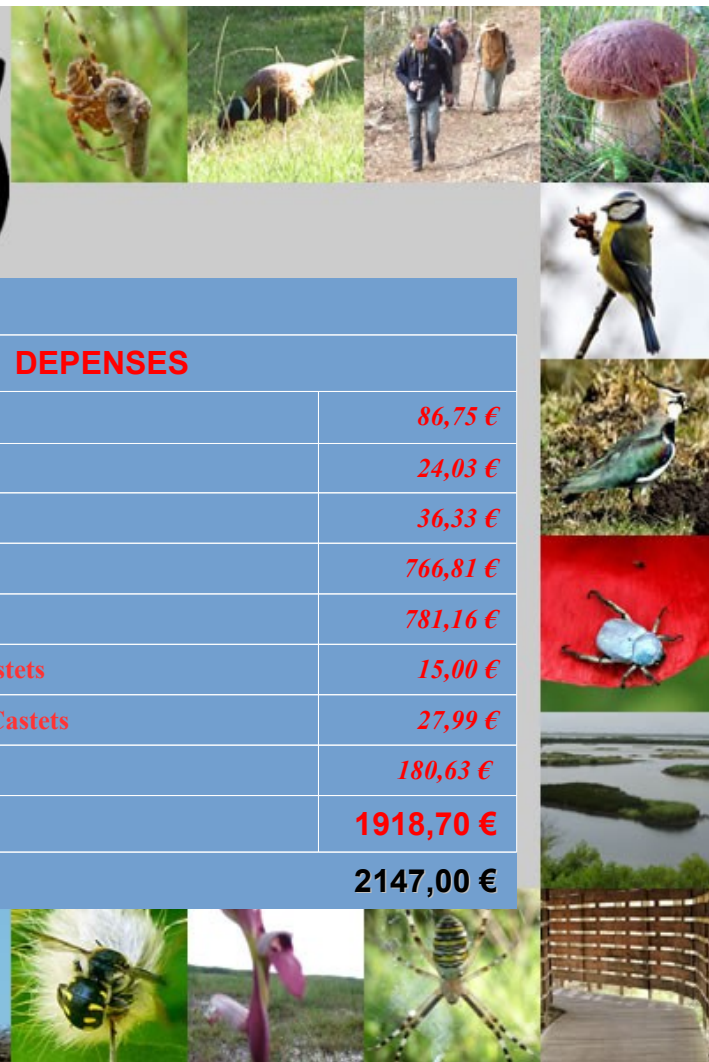 DEPENSES
86,75 €
24,03 €
36,33 €
766,81 €
781,16 €
stets 15,00 €
Castets 27,99 €
180,63 €
1918,70 €
2147,00 €